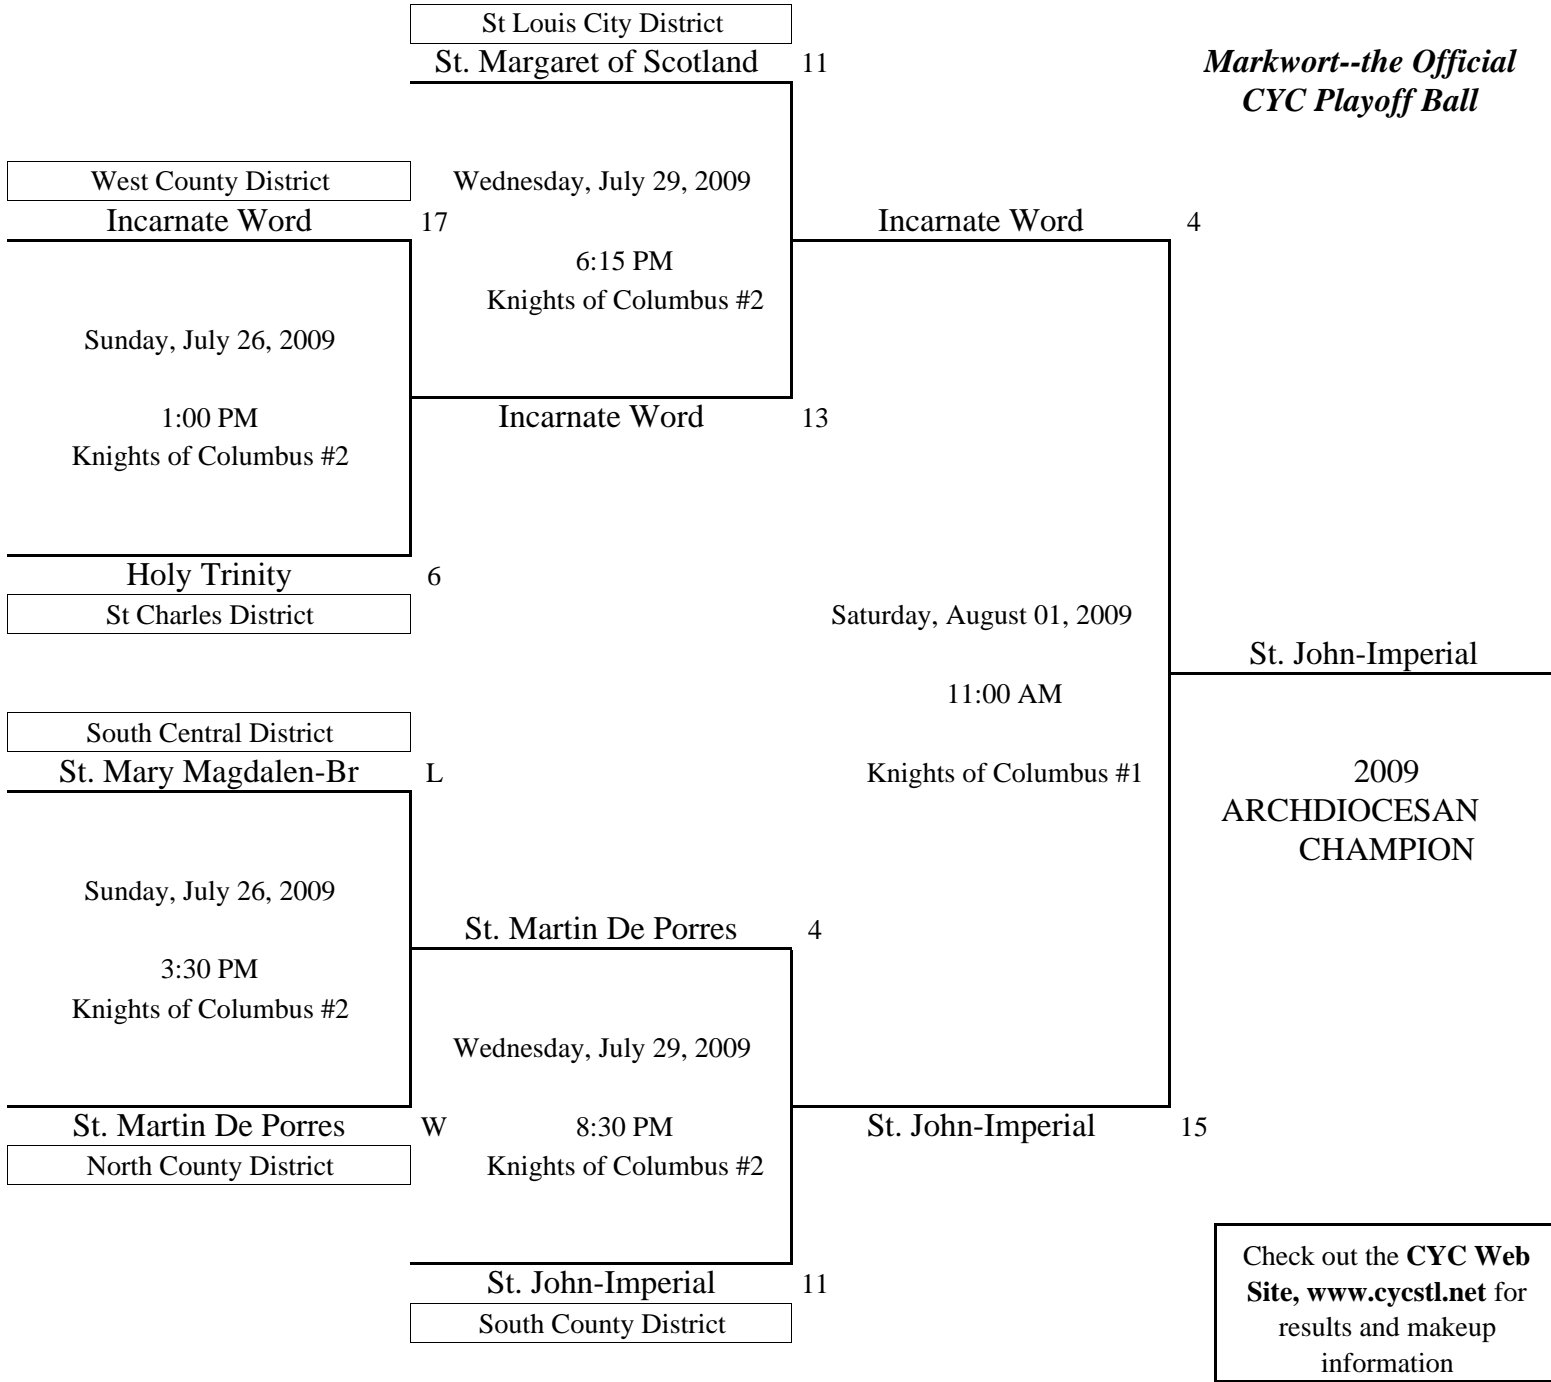 St Louis City District
St. Margaret of Scotland 11
Markwort--the Official
CYC Playoff Ball
West County District
Incarnate Word 17
Wednesday, July 29, 2009
6:15 PM
Knights of Columbus #2
Incarnate Word 4
Sunday, July 26, 2009
1:00 PM
Knights of Columbus #2
Incarnate Word 13
Holy Trinity 6
St Charles District
Saturday, August 01, 2009
11:00 AM
Knights of Columbus #1
St. John-Imperial
2009
ARCHDIOCESAN
CHAMPION
South Central District
St. Mary Magdalen-Br L
Sunday, July 26, 2009
3:30 PM
Knights of Columbus #2
St. Martin De Porres 4
Wednesday, July 29, 2009
8:30 PM
Knights of Columbus #2
St. Martin De Porres W
North County District
St. John-Imperial 15
St. John-Imperial 11
South County District
Check out the CYC Web
Site, www.cycstl.net for
results and makeup
information